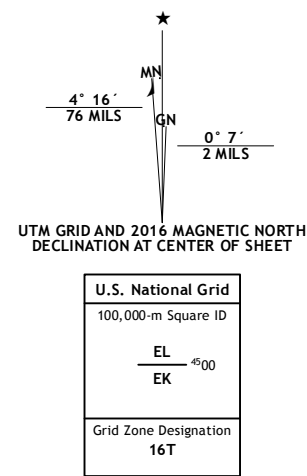 ★
MN
4° 16´
76 MILS
GN
0° 7´
2 MILS
UTM GRID AND 2016 MAGNETIC NORTH
DECLINATION AT CENTER OF SHEET
U.S. National Grid
100,000-m Square ID
EL
4500
EK
Grid Zone Designation
16T